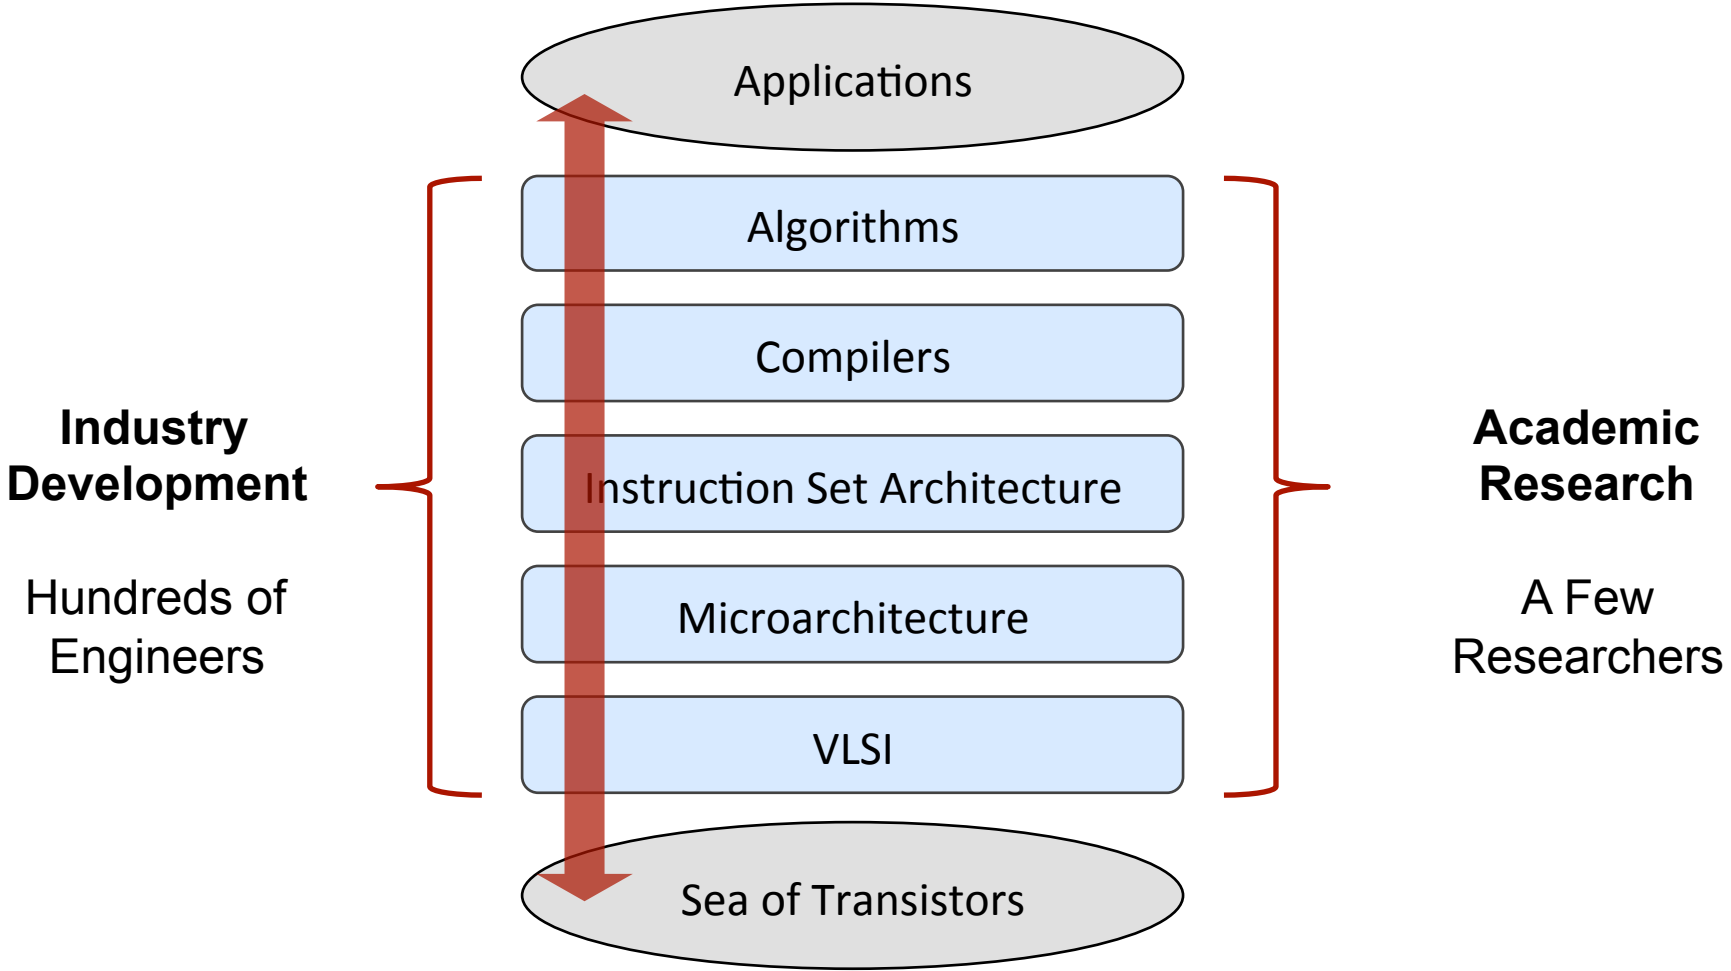 Applications
Algorithms
Compilers
Instruction Set Architecture
Microarchitecture
VLSI
Sea of Transistors
Industry
Development
Hundreds of
Engineers
Academic
Research
A Few
Researchers